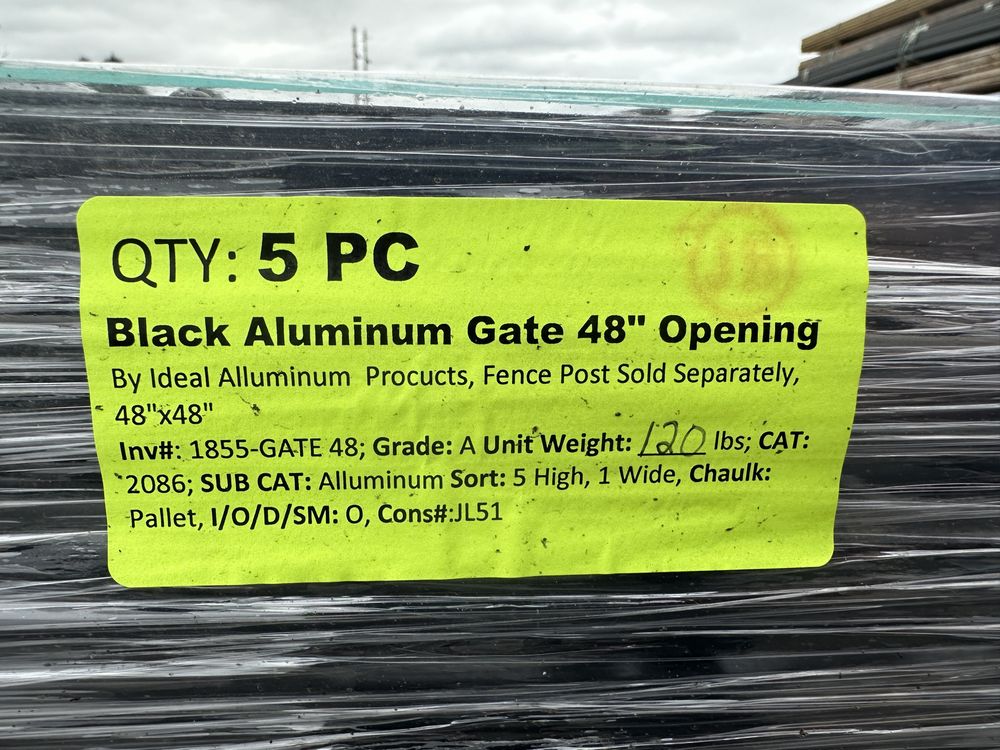 QTY: 5 PC
Black Aluminum Gate 48" Opening
By Ideal Alluminum Procucts, Fence Post Sold Separately,
48"x48"
Inv#: 1855-GATE 48; Grade: A Unit Weight: 120 lbs; CAT:
2086; SUB CAT: Alluminum Sort: 5 High, 1 Wide, Chaulk:
Pallet, I/O/D/SM: O, Cons#:JL51